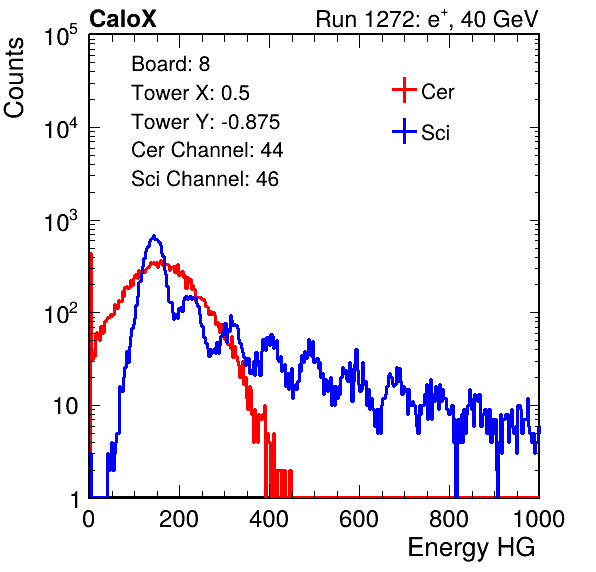 CaloX Run 1272: e⁺, 40 GeV
Counts
Board: 8
Tower X: 0.5
Tower Y: -0.875
Cer Channel: 44
Sci Channel: 46
Cer
Sci
10⁵
10⁴
10³
10²
10
1
0 200 400 600 800 1000
Energy HG